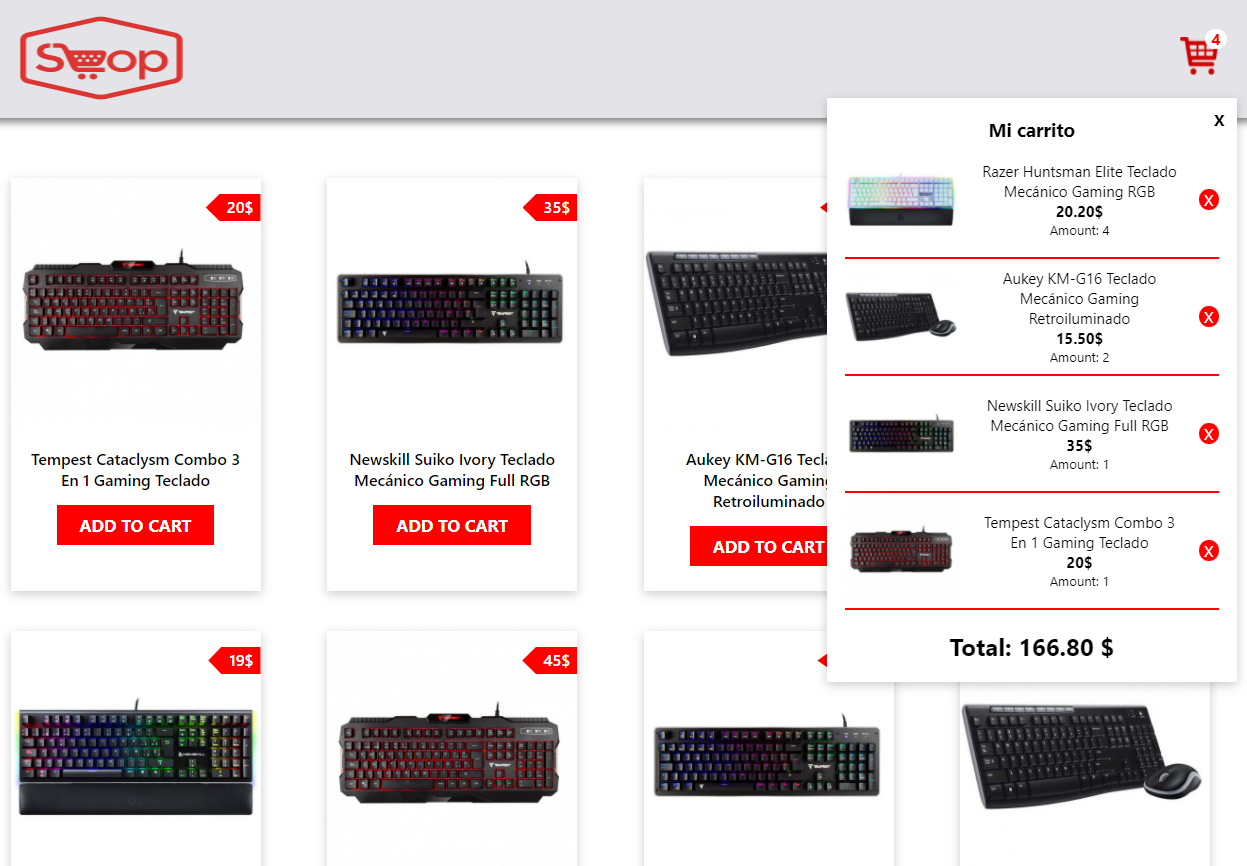 Shop
4
Mi carrito
X
Razer Huntsman Elite Teclado
Mecánico Gaming RGB
20.20$
Amount: 4
X
Aukey KM-G16 Teclado
Mecánico Gaming
Retroiluminado
15.50$
Amount: 2
X
Newskill Suiko Ivory Teclado
Mecánico Gaming Full RGB
35$
Amount: 1
X
Tempest Cataclysm Combo 3
En 1 Gaming Teclado
20$
Amount: 1
X
Total: 166.80 $
20$
Tempest Cataclysm Combo 3
En 1 Gaming Teclado
ADD TO CART
35$
Newskill Suiko Ivory Teclado
Mecánico Gaming Full RGB
ADD TO CART
Aukey KM-G16
Mecánico
Retroiluminado
ADD TO CART
19$
45$